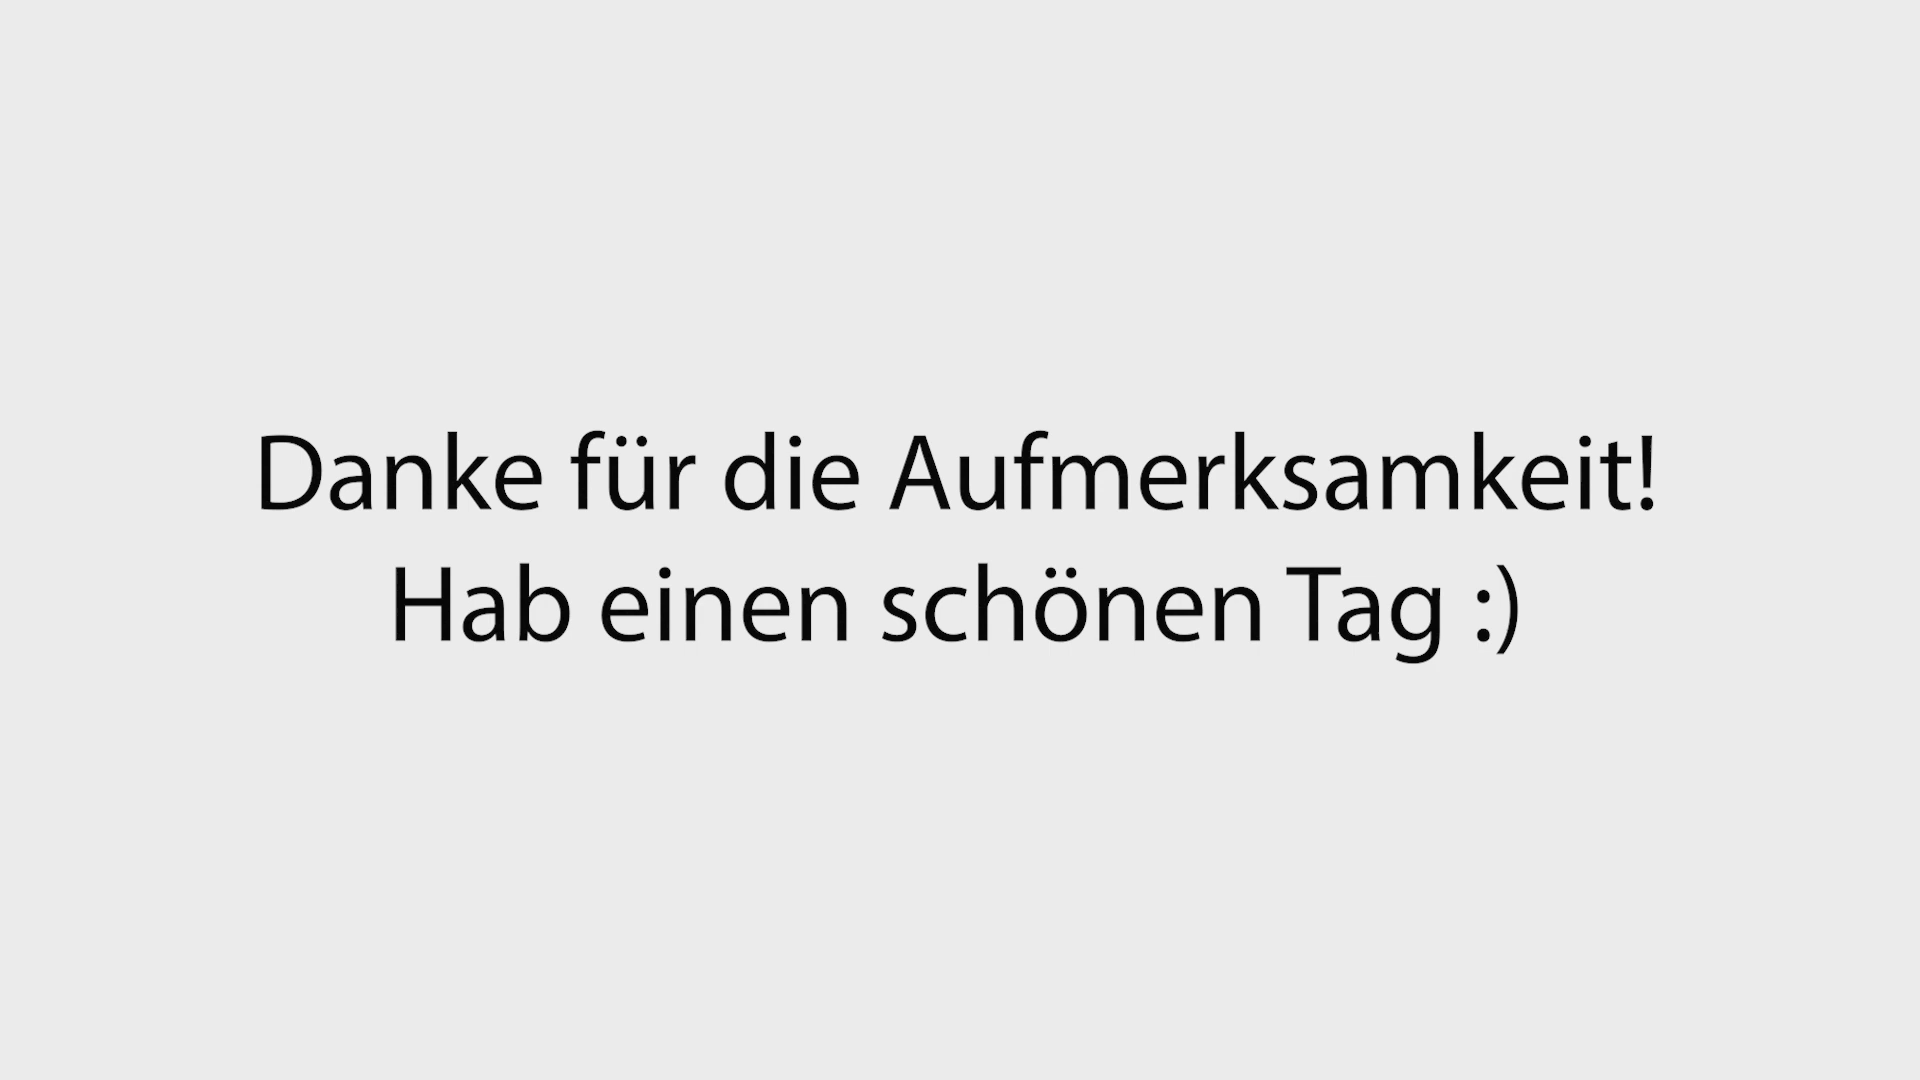 Danke für die Aufmerksamkeit!
Hab einen schönen Tag :)